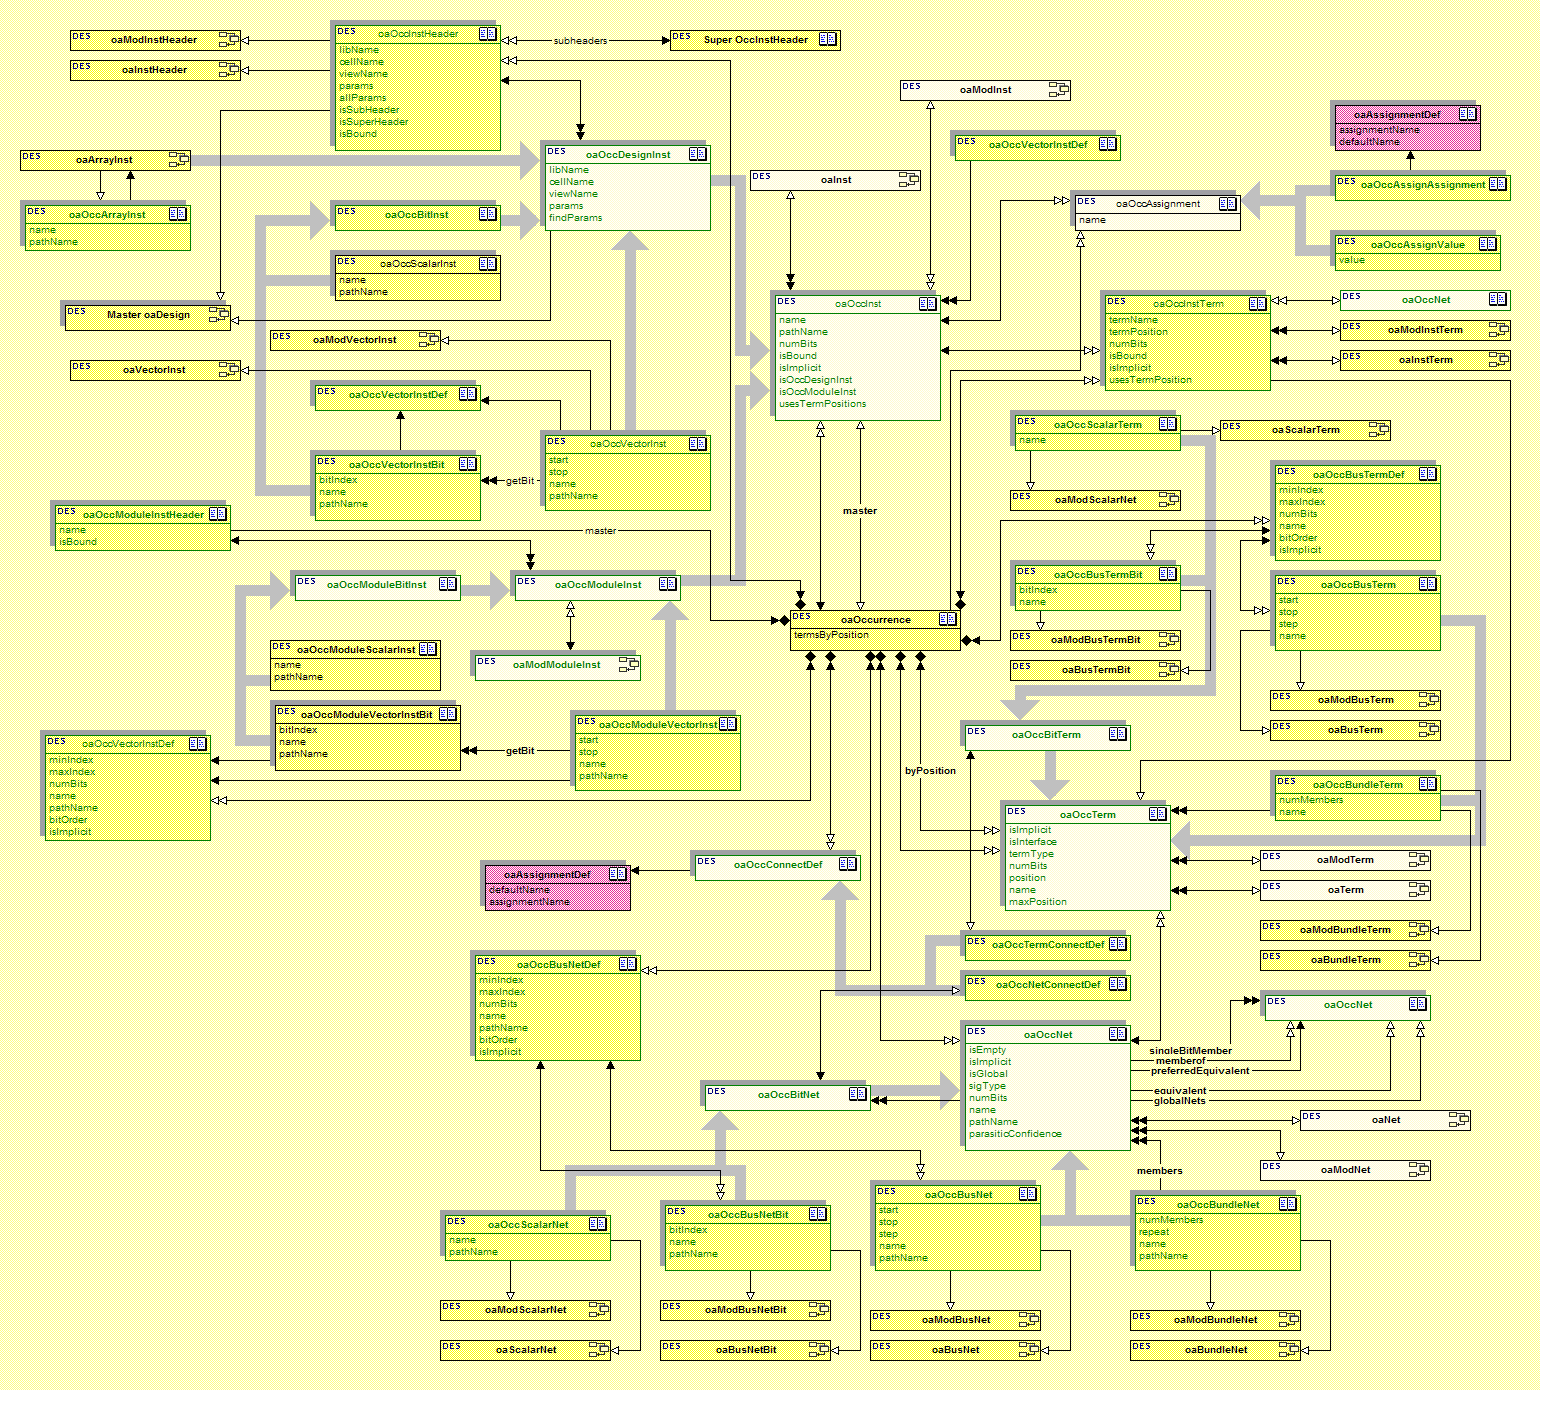 DES oaOccInstHeader
libName
cellName
viewName
params
allParams
isSubHeader
isSuperHeader
isBound
DES oaModInstHeader
DES oaInstHeader
subheaders
DES Super OccInstHeader
DES oaModInst
DES oaOccVectorInstDef
DES oaInst
DES oaAssignmentDef
assignmentName
defaultName
DES oaOccAssignAssignment
DES oaOccAssignment
name
DES oaOccAssignValue
value
DES oaArrayInst
DES oaOccArrayInst
name
pathName
DES oaOccDesignInst
libName
cellName
viewName
params
findParams
DES oaOccBitInst
DES oaOccScalarInst
name
pathName
DES Master oaDesign
DES oaModVectorInst
DES oaVectorInst
DES oaOccVectorInstDef
DES oaOccVectorInstBit
bitIndex
name
pathName
getBit
DES oaOccVectorInst
start
stop
name
pathName
DES oaOccInst
name
pathName
numBits
isBound
isImplicit
isOccDesignInst
isOccModuleInst
usesTermPositions
DES oaOccInstTerm
termName
termPosition
numBits
isBound
isImplicit
usesTermPosition
DES oaOccNet
DES oaModInstTerm
DES oaInstTerm
DES oaOccScalarTerm
name
DES oaScalarTerm
DES oaModScalarNet
DES oaOccBusTermDef
minIndex
maxIndex
numBits
name
bitOrder
isImplicit
master
DES oaOccModuleInstHeader
name
isBound
master
DES oaOccModuleBitInst
DES oaOccModuleInst
DES oaOccBusTermBit
bitIndex
name
DES oaOccBusTerm
start
stop
step
name
DES oaOccurrence
termsByPosition
DES oaModBusTermBit
DES oaBusTermBit
DES oaModBusTerm
DES oaBusTerm
DES oaOccModuleScalarInst
name
pathName
DES oaModModuleInst
DES oaOccModuleVectorInstBit
bitIndex
name
pathName
getBit
DES oaOccModuleVectorInst
start
stop
name
pathName
DES oaOccVectorInstDef
minIndex
maxIndex
numBits
name
pathName
bitOrder
isImplicit
DES oaOccBitTerm
byPosition
DES oaOccBundleTerm
numMembers
name
DES oaOccTerm
isImplicit
isInterface
termType
numBits
position
name
maxPosition
DES oaModTerm
DES oaTerm
DES oaModBundleTerm
DES oaBundleTerm
DES oaOccConnectDef
DES oaAssignmentDef
defaultName
assignmentName
DES oaOccTermConnectDef
DES oaOccNetConnectDef
DES oaOccBusNetDef
minIndex
maxIndex
numBits
name
pathName
bitOrder
isImplicit
DES oaOccNet
DES oaOccNet
isEmpty
isImplicit
isGlobal
sigType
numBits
name
pathName
parasiticConfidence
singleBitMember
memberof
preferredEquivalent
equivalent
globalNets
DES oaOccBitNet
DES oaNet
DES oaModNet
members
DES oaOccScalarNet
name
pathName
DES oaOccBusNetBit
bitIndex
name
pathName
DES oaOccBusNet
start
stop
step
name
pathName
DES oaOccBundleNet
numMembers
repeat
name
pathName
DES oaModScalarNet
DES oaModBusNetBit
DES oaModBusNet
DES oaModBundleNet
DES oaScalarNet
DES oaBusNetBit
DES oaBusNet
DES oaBundleNet